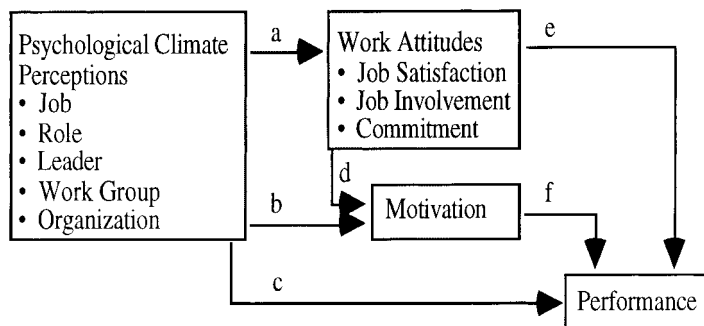 Psychological Climate
Perceptions
• Job
• Role
• Leader
• Work Group
• Organization
a
Work Attitudes
• Job Satisfaction
• Job Involvement
• Commitment
e
d
b
Motivation
f
c
Performance